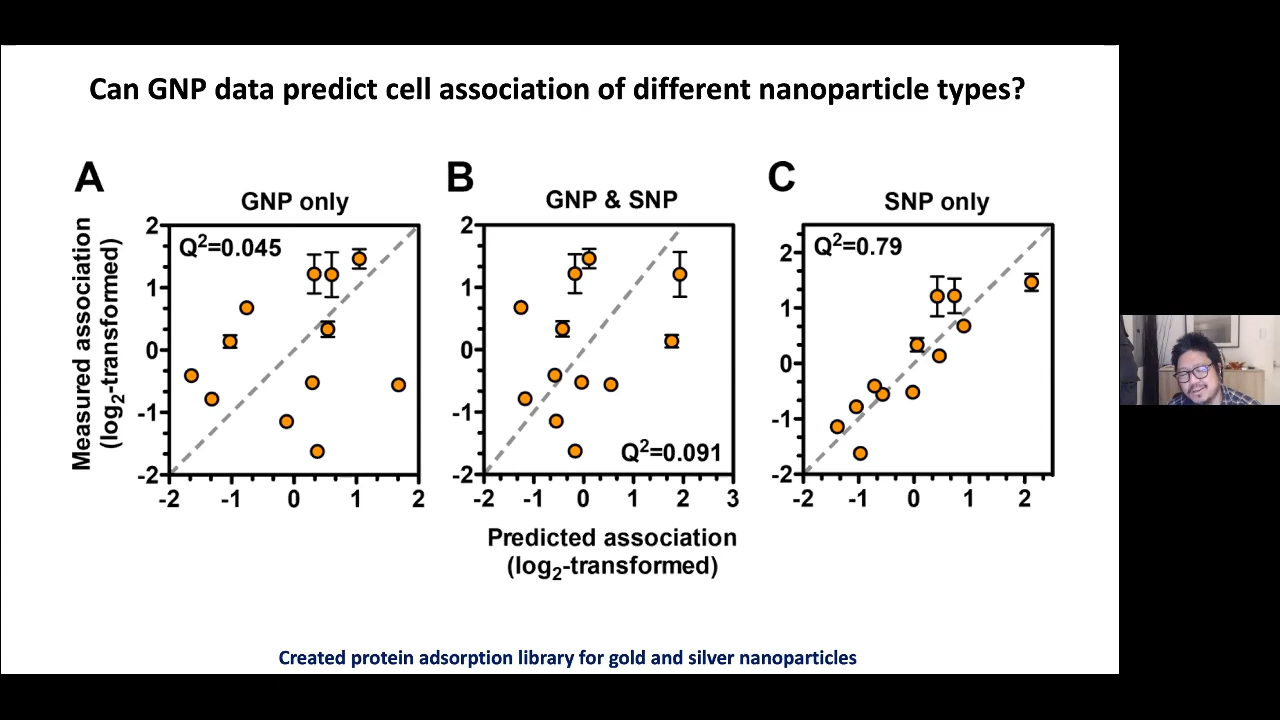 Can GNP data predict cell association of different nanoparticle types?
A
GNP only
Q²=0.045
Measured association
(log₂-transformed)
2
1
0
-1
-2
-2 -1 0 1 2
B
GNP & SNP
Q²=0.091
2
1
0
-1
-2
-2 -1 0 1 2 3
C
SNP only
Q²=0.79
2
1
0
-1
-2
-2 -1 0 1 2
Predicted association
(log₂-transformed)
Created protein adsorption library for gold and silver nanoparticles